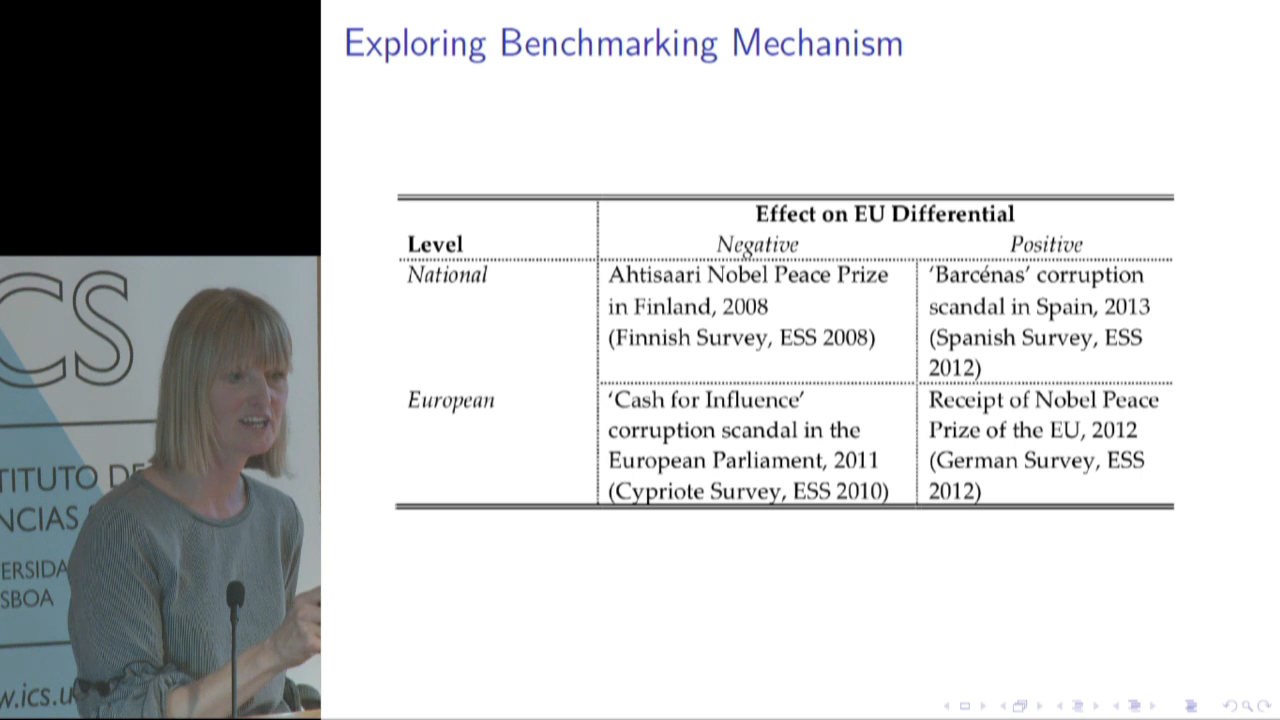 Exploring Benchmarking Mechanism
Effect on EU Differential
Level Negative Positive
National Ahtisaari Nobel Peace Prize 'Barcénas' corruption
in Finland, 2008 scandal in Spain, 2013
(Finnish Survey, ESS 2008) (Spanish Survey, ESS
2012)
European 'Cash for Influence' Receipt of Nobel Peace
corruption scandal in the Prize of the EU, 2012
European Parliament, 2011 (German Survey, ESS
(Cypriote Survey, ESS 2010) 2012)
CS
TITUTO DE
NCIAS
ERSIDA
SBOA
w.ics.u